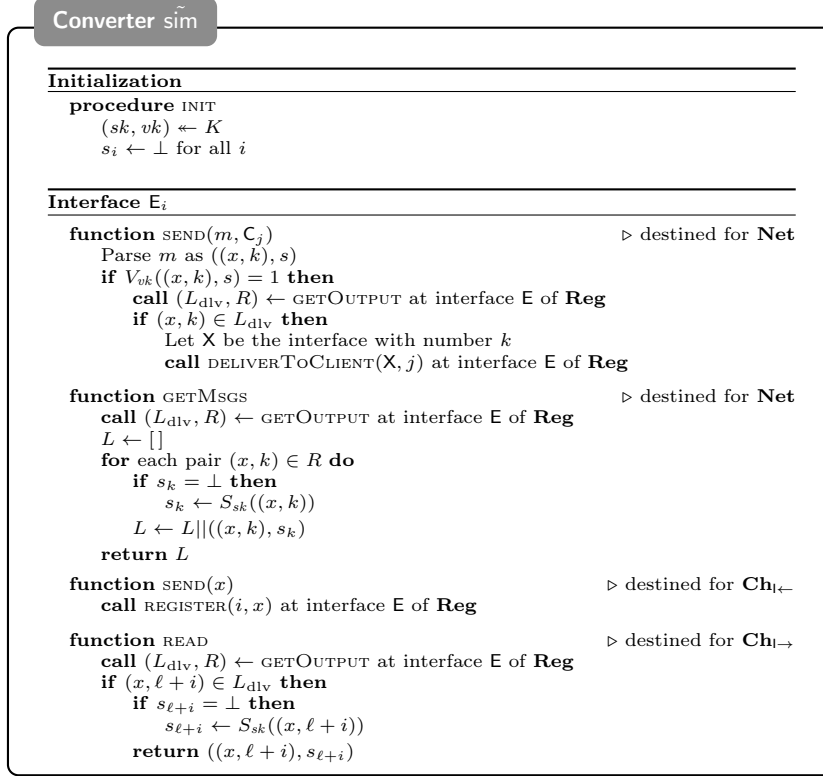 Converter sim̃
Initialization
procedure INIT
(sk, vk) ↞ K
s_i ← ⊥ for all i
Interface E_i
function SEND(m, C_j) ▷ destined for Net
Parse m as ((x, k), s)
if V_vk((x, k), s) = 1 then
call (L_dlv, R) ← GETOUTPUT at interface E of Reg
if (x, k) ∈ L_dlv then
Let X be the interface with number k
call DELIVERTOCLIENT(X, j) at interface E of Reg
function GETMSGS ▷ destined for Net
call (L_dlv, R) ← GETOUTPUT at interface E of Reg
L ← []
for each pair (x, k) ∈ R do
if s_k = ⊥ then
s_k ← S_sk((x, k))
L ← L||((x, k), s_k)
return L
function SEND(x) ▷ destined for Ch_I←
call REGISTER(i, x) at interface E of Reg
function READ ▷ destined for Ch_I→
call (L_dlv, R) ← GETOUTPUT at interface E of Reg
if (x, ℓ + i) ∈ L_dlv then
if s_ℓ+i = ⊥ then
s_ℓ+i ← S_sk((x, ℓ + i))
return ((x, ℓ + i), s_ℓ+i)